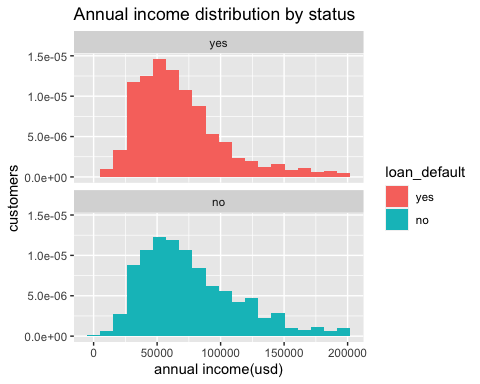 Annual income distribution by status
yes
1.5e-05
1.0e-05
5.0e-06
0.0e+00
no
1.5e-05
1.0e-05
5.0e-06
0.0e+00
0 50000 100000 150000 200000
annual income(usd)
customers
loan_default
yes
no